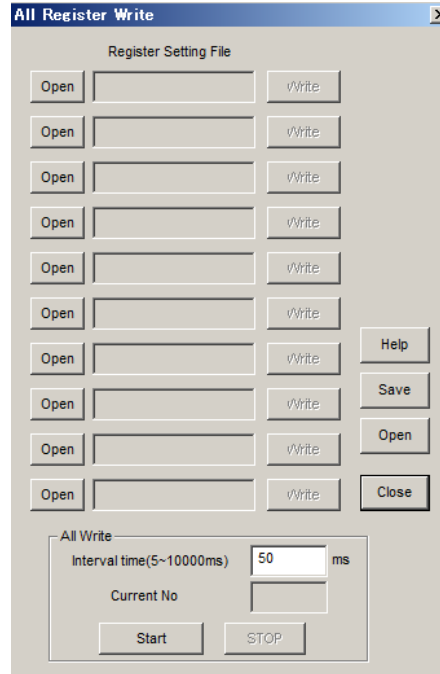 All Register Write
Register Setting File
Open Write
Open Write
Open Write
Open Write
Open Write
Open Write
Open Write
Help
Open Write
Save
Open Write
Open
Open Write
Close
All Write
Interval time(5~10000ms) 50 ms
Current No
Start STOP